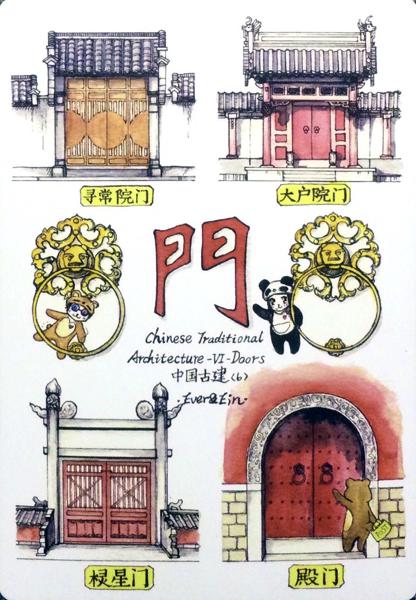 寻常院门
大户院门
門
Chinese Traditional
Architecture-VI-Doors
中国古建(6)
·Ever&Ein·
棂星门
殿门